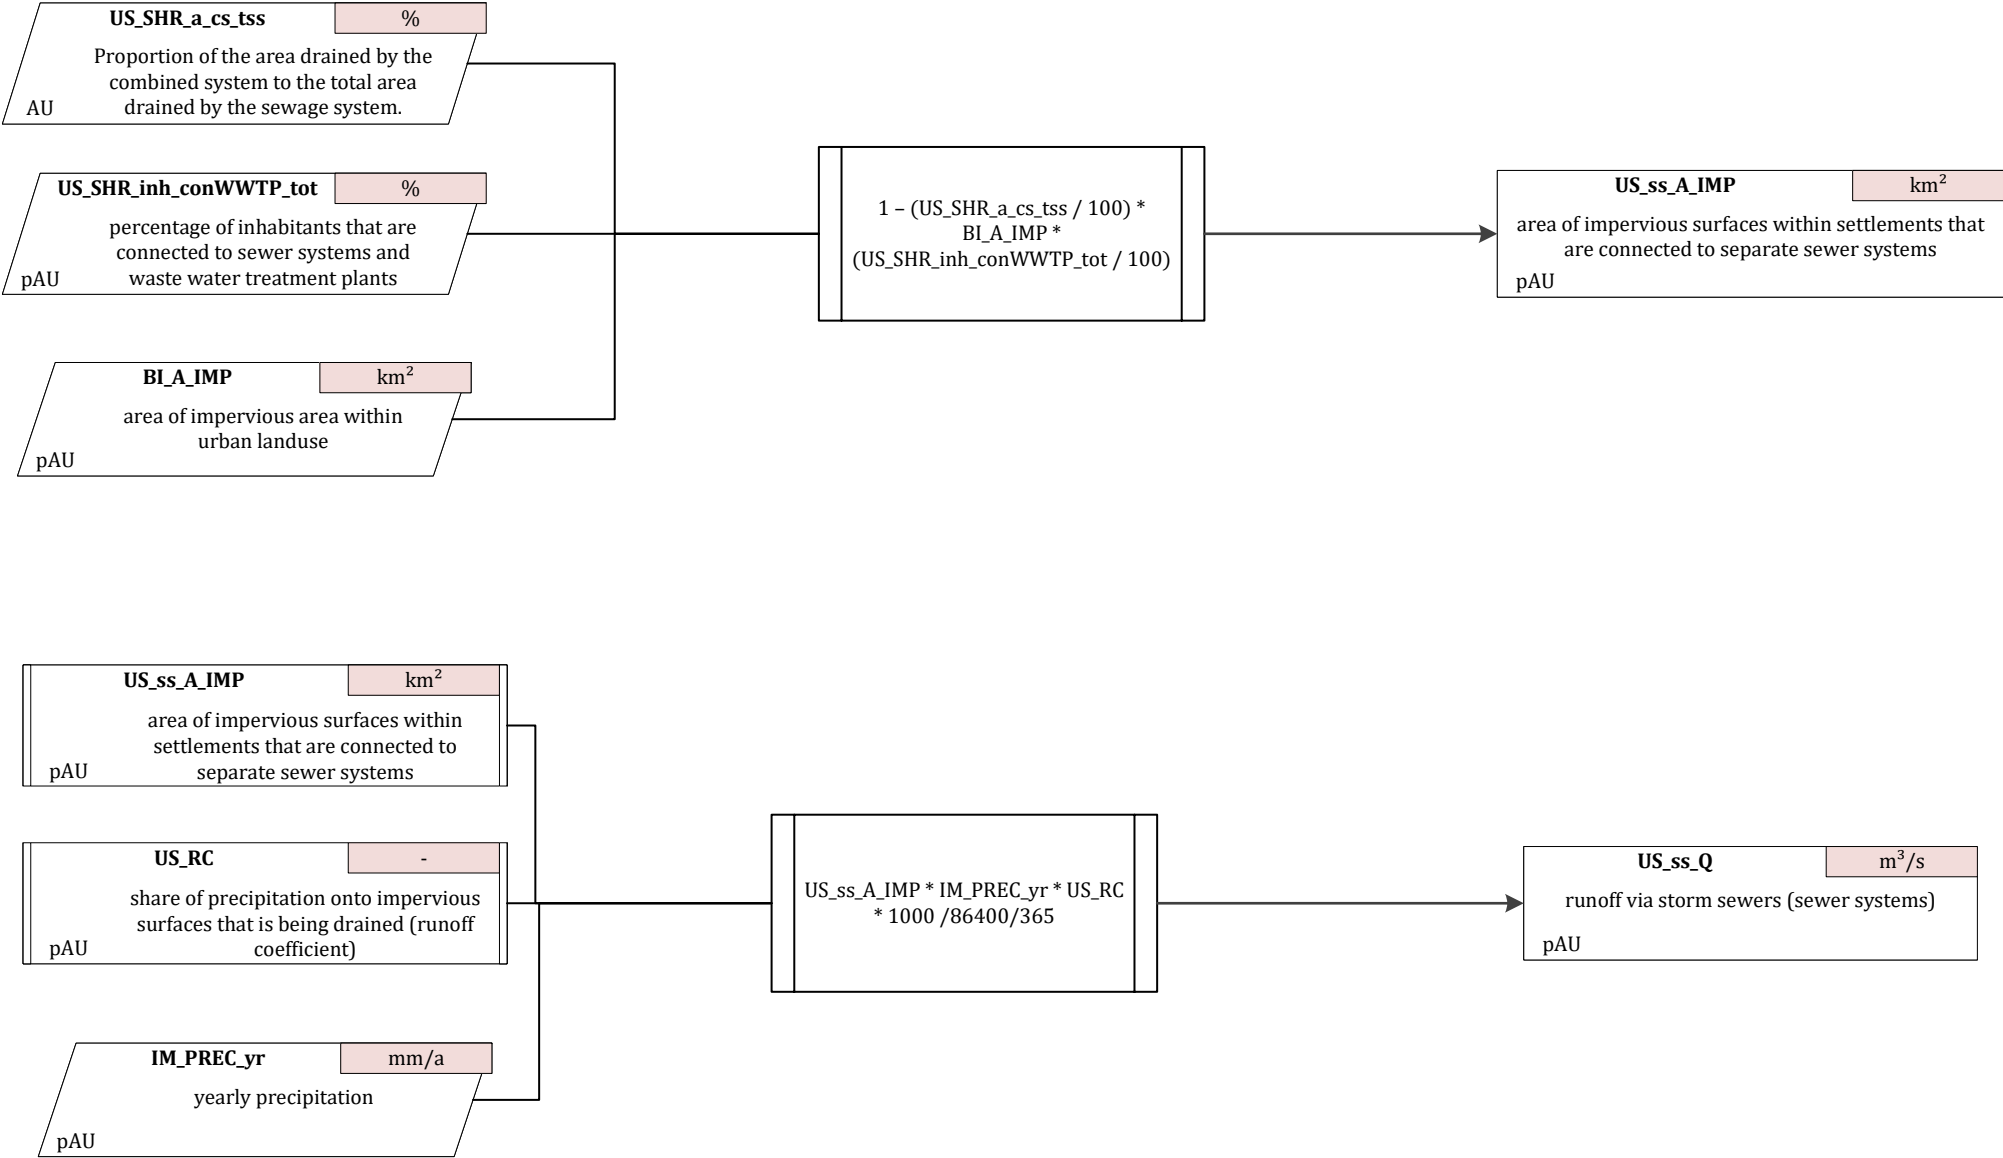 US_SHR_a_cs_tss %
Proportion of the area drained by the
combined system to the total area
drained by the sewage system.
AU
US_SHR_inh_conWWTP_tot %
percentage of inhabitants that are
connected to sewer systems and
waste water treatment plants
pAU
BI_A_IMP km²
area of impervious area within
urban landuse
pAU
1 – (US_SHR_a_cs_tss / 100) *
BI_A_IMP *
(US_SHR_inh_conWWTP_tot / 100)
US_ss_A_IMP km²
area of impervious surfaces within settlements that
are connected to separate sewer systems
pAU
US_ss_A_IMP km²
area of impervious surfaces within
settlements that are connected to
separate sewer systems
pAU
US_RC -
share of precipitation onto impervious
surfaces that is being drained (runoff
coefficient)
pAU
IM_PREC_yr mm/a
yearly precipitation
pAU
US_ss_A_IMP * IM_PREC_yr * US_RC
* 1000 /86400/365
US_ss_Q m³/s
runoff via storm sewers (sewer systems)
pAU